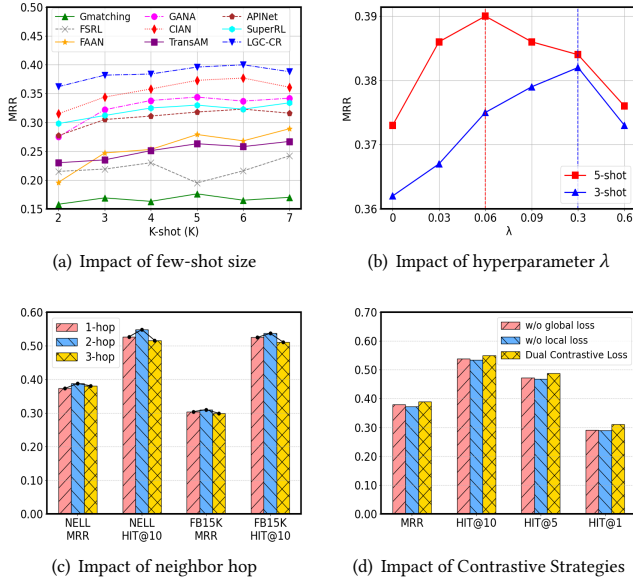 0.50
0.45
0.40
0.35
0.30
0.25
0.20
0.15
MRR
Gmatching
FSRL
FAAN
GANA
CIAN
TransAM
APINet
SuperRL
LGC-CR
2 3 4 5 6 7
K-shot (K)
(a) Impact of few-shot size
0.39
0.38
0.37
0.36
MRR
5-shot
3-shot
0 0.03 0.06 0.09 0.3 0.6
λ
(b) Impact of hyperparameter λ
0.60
0.50
0.40
0.30
0.20
0.10
0.00
1-hop
2-hop
3-hop
NELL NELL FB15K FB15K
MRR HIT@10 MRR HIT@10
(c) Impact of neighbor hop
0.70
0.60
0.50
0.40
0.30
0.20
0.10
0.00
w/o global loss
w/o local loss
Dual Contrastive Loss
MRR HIT@10 HIT@5 HIT@1
(d) Impact of Contrastive Strategies